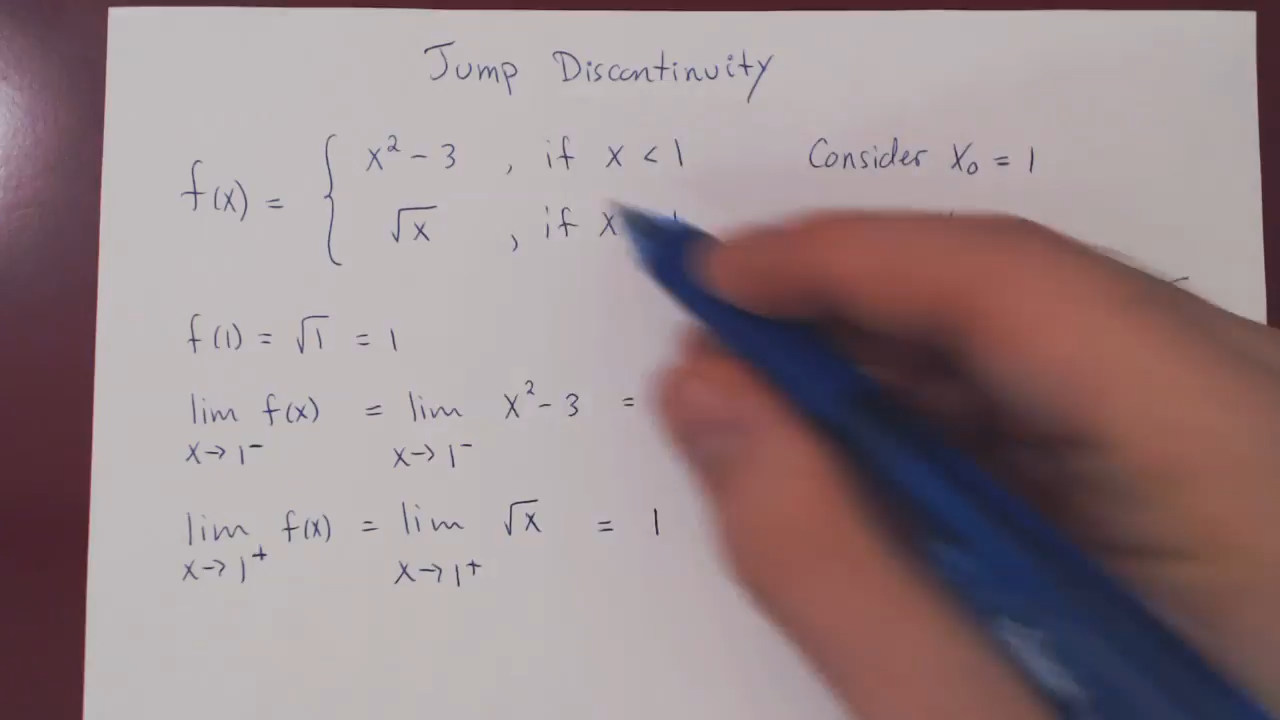 Jump Discontinuity
f(x) = { x² - 3 , if x < 1
√x , if x
Consider x₀ = 1
f(1) = √1 = 1
lim f(x) = lim x² - 3 =
x→1⁻ x→1⁻
lim f(x) = lim √x = 1
x→1⁺ x→1⁺